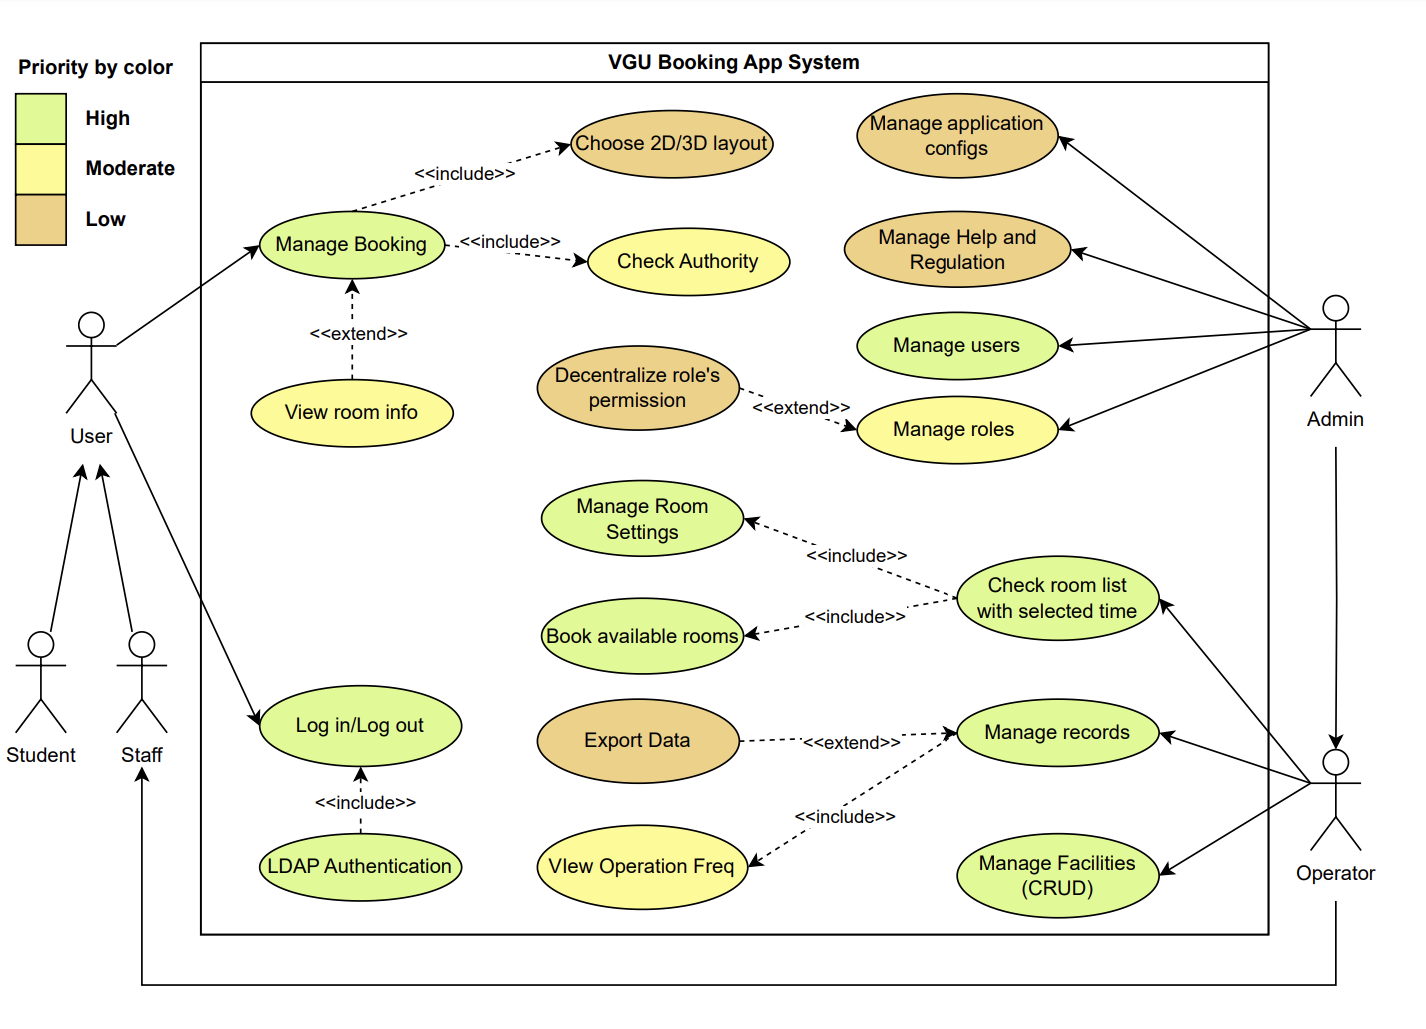 VGU Booking App System
Priority by color
High
Moderate
Low
Choose 2D/3D layout
Manage application
configs
<<include>>
Manage Booking
<<include>>
Check Authority
Manage Help and
Regulation
<<extend>>
Manage users
View room info
Decentralize role's
permission
<<extend>>
Manage roles
User
Admin
Manage Room
Settings
<<include>>
Check room list
with selected time
<<include>>
Book available rooms
Student
Staff
Log in/Log out
Export Data
<<extend>>
Manage records
<<include>>
<<include>>
LDAP Authentication
VIew Operation Freq
Manage Facilities
(CRUD)
Operator